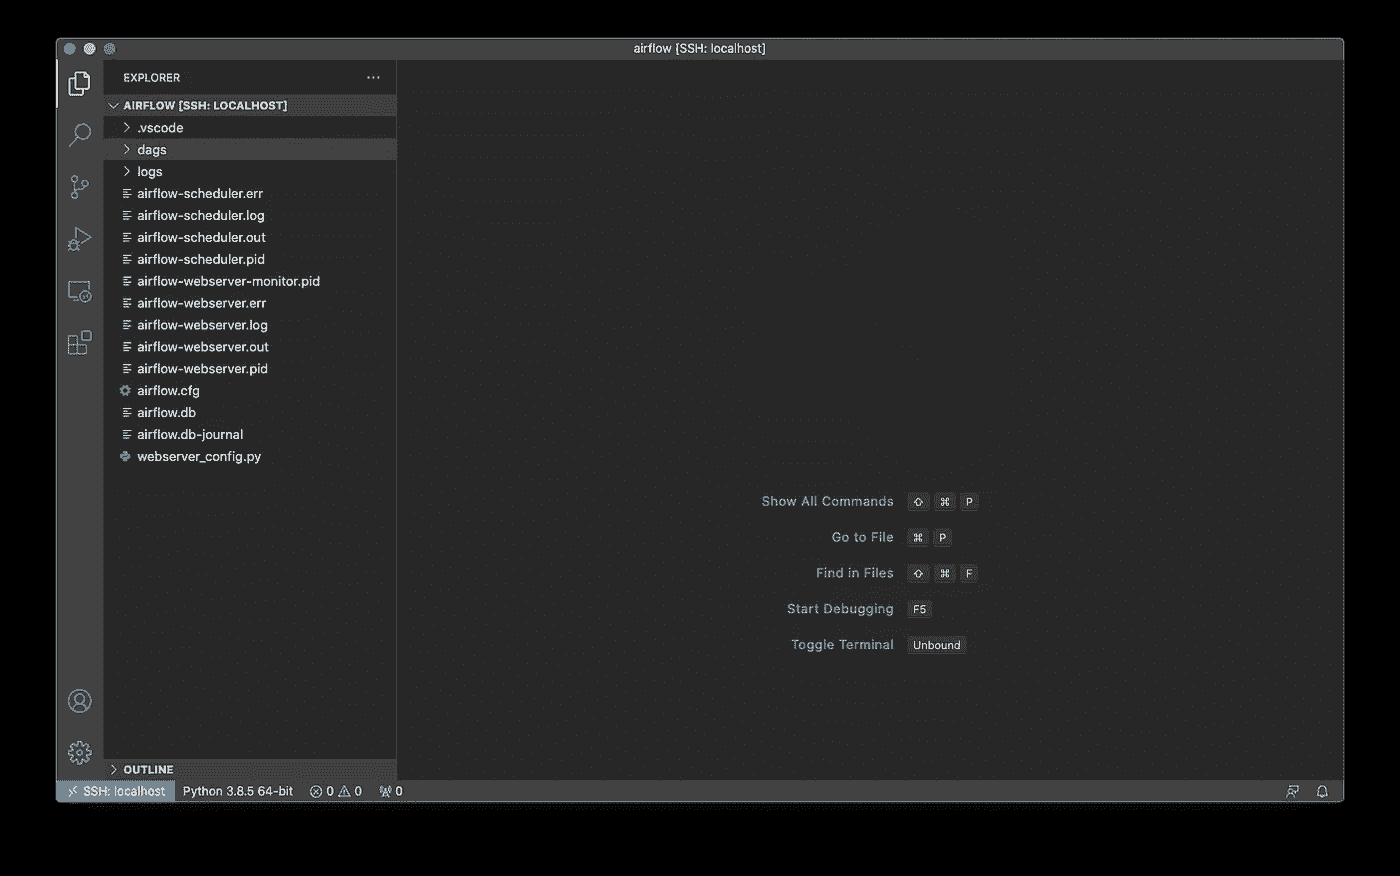 airflow [SSH: localhost]
EXPLORER
AIRFLOW [SSH: LOCALHOST]
.vscode
dags
logs
airflow-scheduler.err
airflow-scheduler.log
airflow-scheduler.out
airflow-scheduler.pid
airflow-webserver-monitor.pid
airflow-webserver.err
airflow-webserver.log
airflow-webserver.out
airflow-webserver.pid
airflow.cfg
airflow.db
airflow.db-journal
webserver_config.py
Show All Commands ⇧ ⌘ P
Go to File ⌘ P
Find in Files ⇧ ⌘ F
Start Debugging F5
Toggle Terminal Unbound
OUTLINE
SSH: localhost Python 3.8.5 64-bit 0 0 0